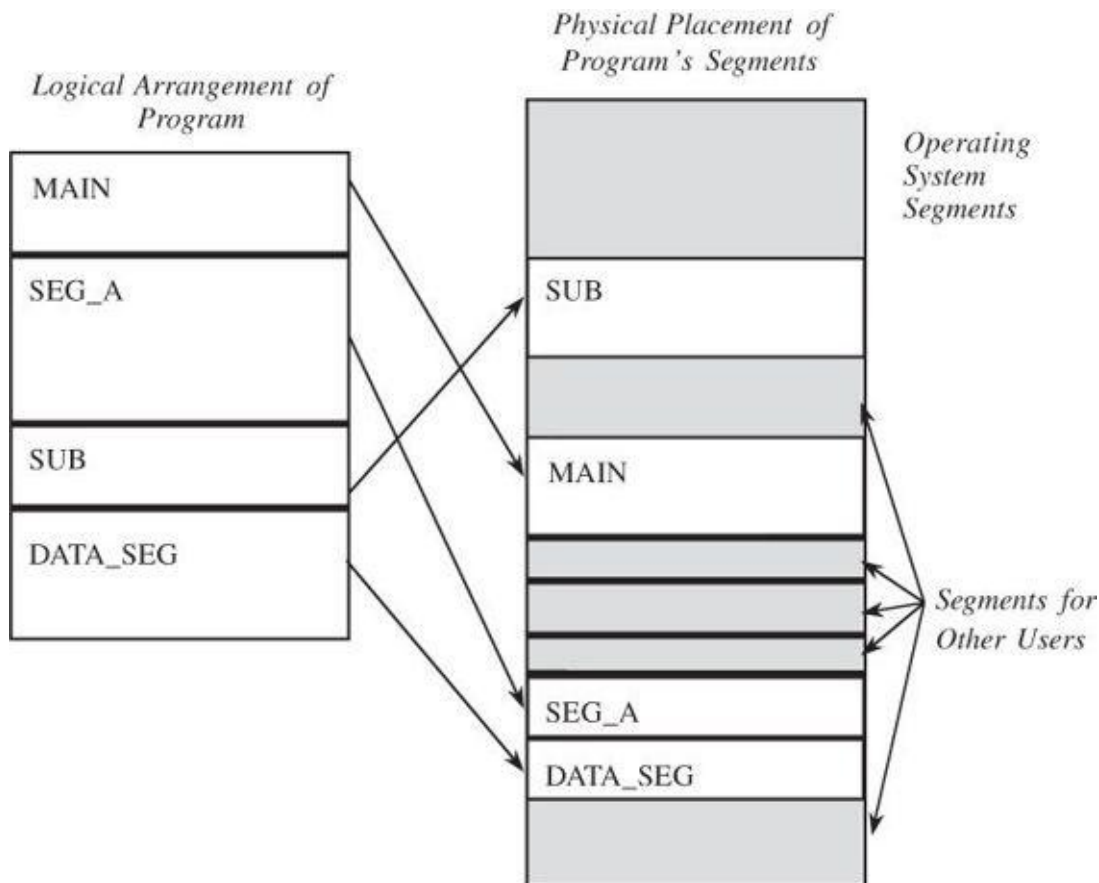 Logical Arrangement of
Program
MAIN
SEG_A
SUB
DATA_SEG
Physical Placement of
Program's Segments
SUB
MAIN
SEG_A
DATA_SEG
Operating
System
Segments
Segments for
Other Users